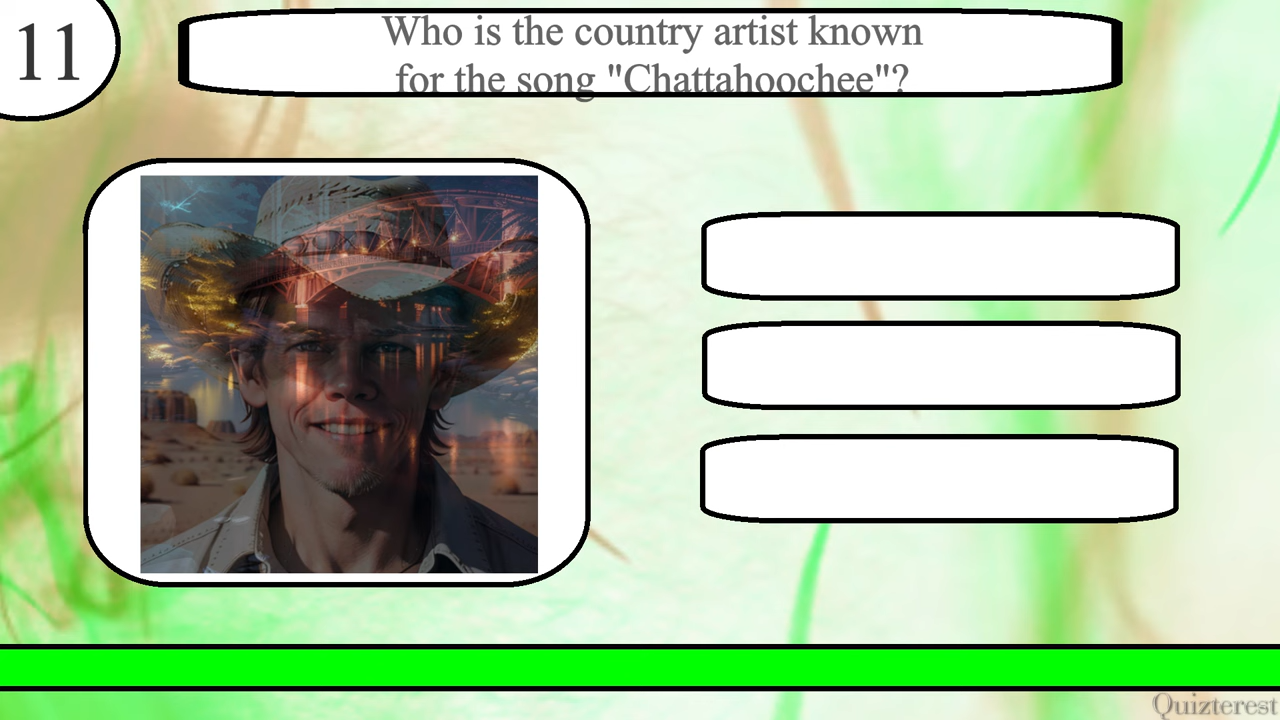 11
Who is the country artist known
for the song "Chattahoochee"?
Quizterest